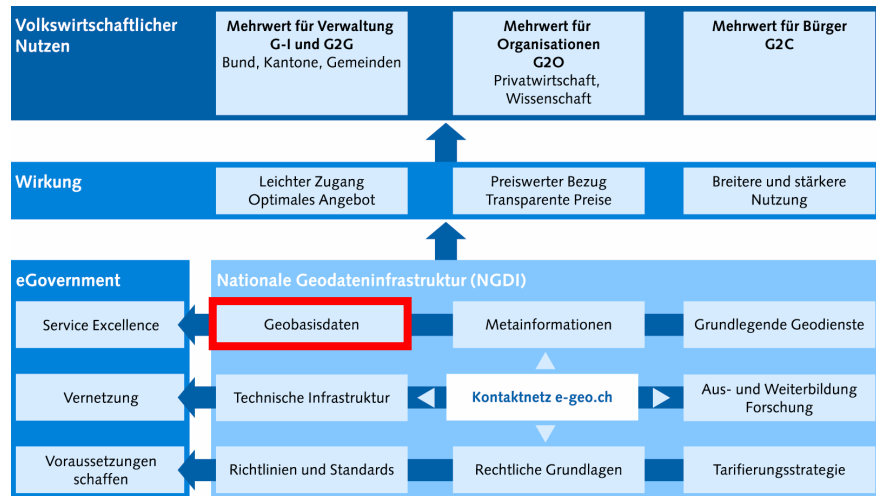 Volkswirtschaftlicher
Nutzen
Mehrwert für Verwaltung
G-I und G2G
Bund, Kantone, Gemeinden
Mehrwert für
Organisationen
G2O
Privatwirtschaft,
Wissenschaft
Mehrwert für Bürger
G2C
Wirkung
Leichter Zugang
Optimales Angebot
Preiswerter Bezug
Transparente Preise
Breitere und stärkere
Nutzung
eGovernment
Nationale Geodateninfrastruktur (NGDI)
Service Excellence
Geobasisdaten
Metainformationen
Grundlegende Geodienste
Vernetzung
Technische Infrastruktur
Kontaktnetz e-geo.ch
Aus- und Weiterbildung
Forschung
Voraussetzungen
schaffen
Richtlinien und Standards
Rechtliche Grundlagen
Tarifierungsstrategie